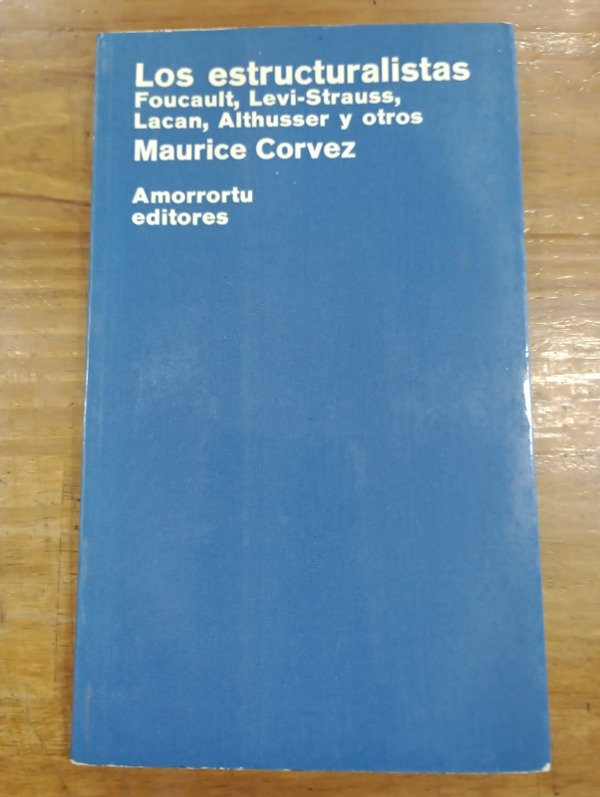 Los estructuralistas
Foucault, Levi-Strauss,
Lacan, Althusser y otros
Maurice Corvez
Amorrortu
editores